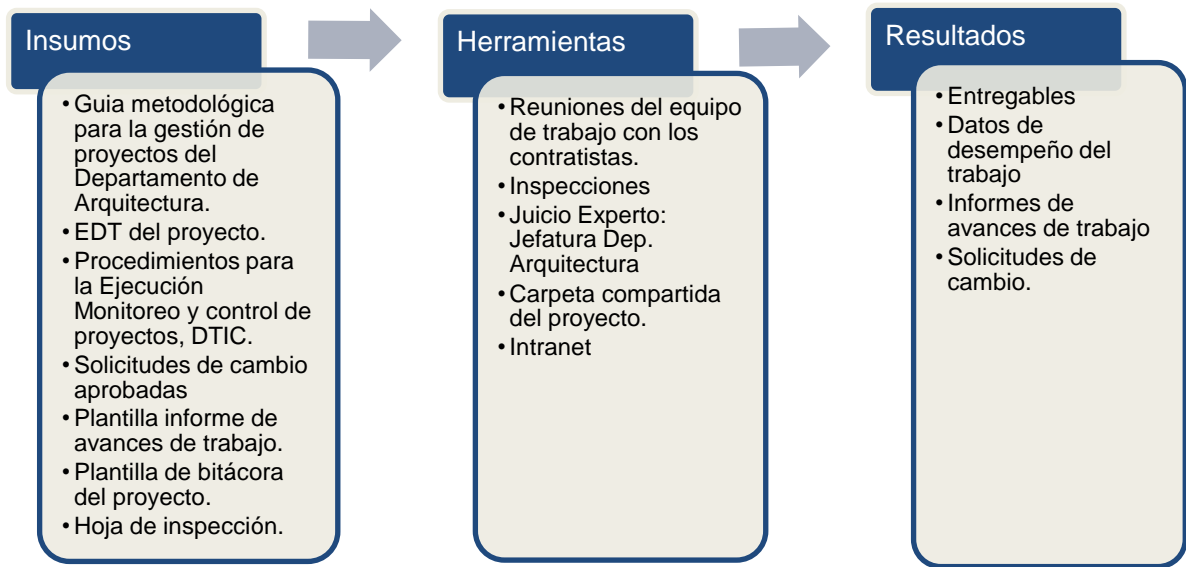 Insumos
• Guia metodológica
para la gestión de
proyectos del
Departamento de
Arquitectura.
• EDT del proyecto.
• Procedimientos para
la Ejecución
Monitoreo y control de
proyectos, DTIC.
• Solicitudes de cambio
aprobadas
• Plantilla informe de
avances de trabajo.
• Plantilla de bitácora
del proyecto.
• Hoja de inspección.
Herramientas
• Reuniones del equipo
de trabajo con los
contratistas.
• Inspecciones
• Juicio Experto:
Jefatura Dep.
Arquitectura
• Carpeta compartida
del proyecto.
• Intranet
Resultados
• Entregables
• Datos de
desempeño del
trabajo
• Informes de
avances de trabajo
• Solicitudes de
cambio.